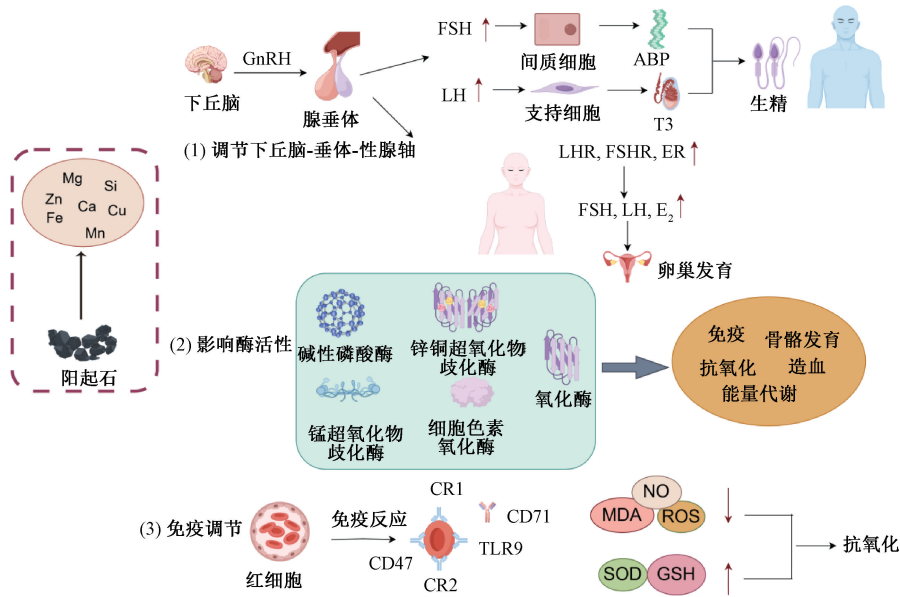 GnRH
下丘脑
腺垂体
FSH
间质细胞
ABP
LH
支持细胞
T3
生精
(1) 调节下丘脑-垂体-性腺轴
LHR, FSHR, ER
FSH, LH, E2
卵巢发育
Mg
Si
Zn
Ca
Cu
Fe
Mn
阳起石
(2) 影响酶活性
碱性磷酸酶
锌铜超氧化物
歧化酶
氧化酶
锰超氧化物
歧化酶
细胞色素
氧化酶
免疫
骨骼发育
抗氧化
造血
能量代谢
(3) 免疫调节
红细胞
免疫反应
CR1
CD71
CD47
TLR9
CR2
NO
MDA
ROS
SOD
GSH
抗氧化